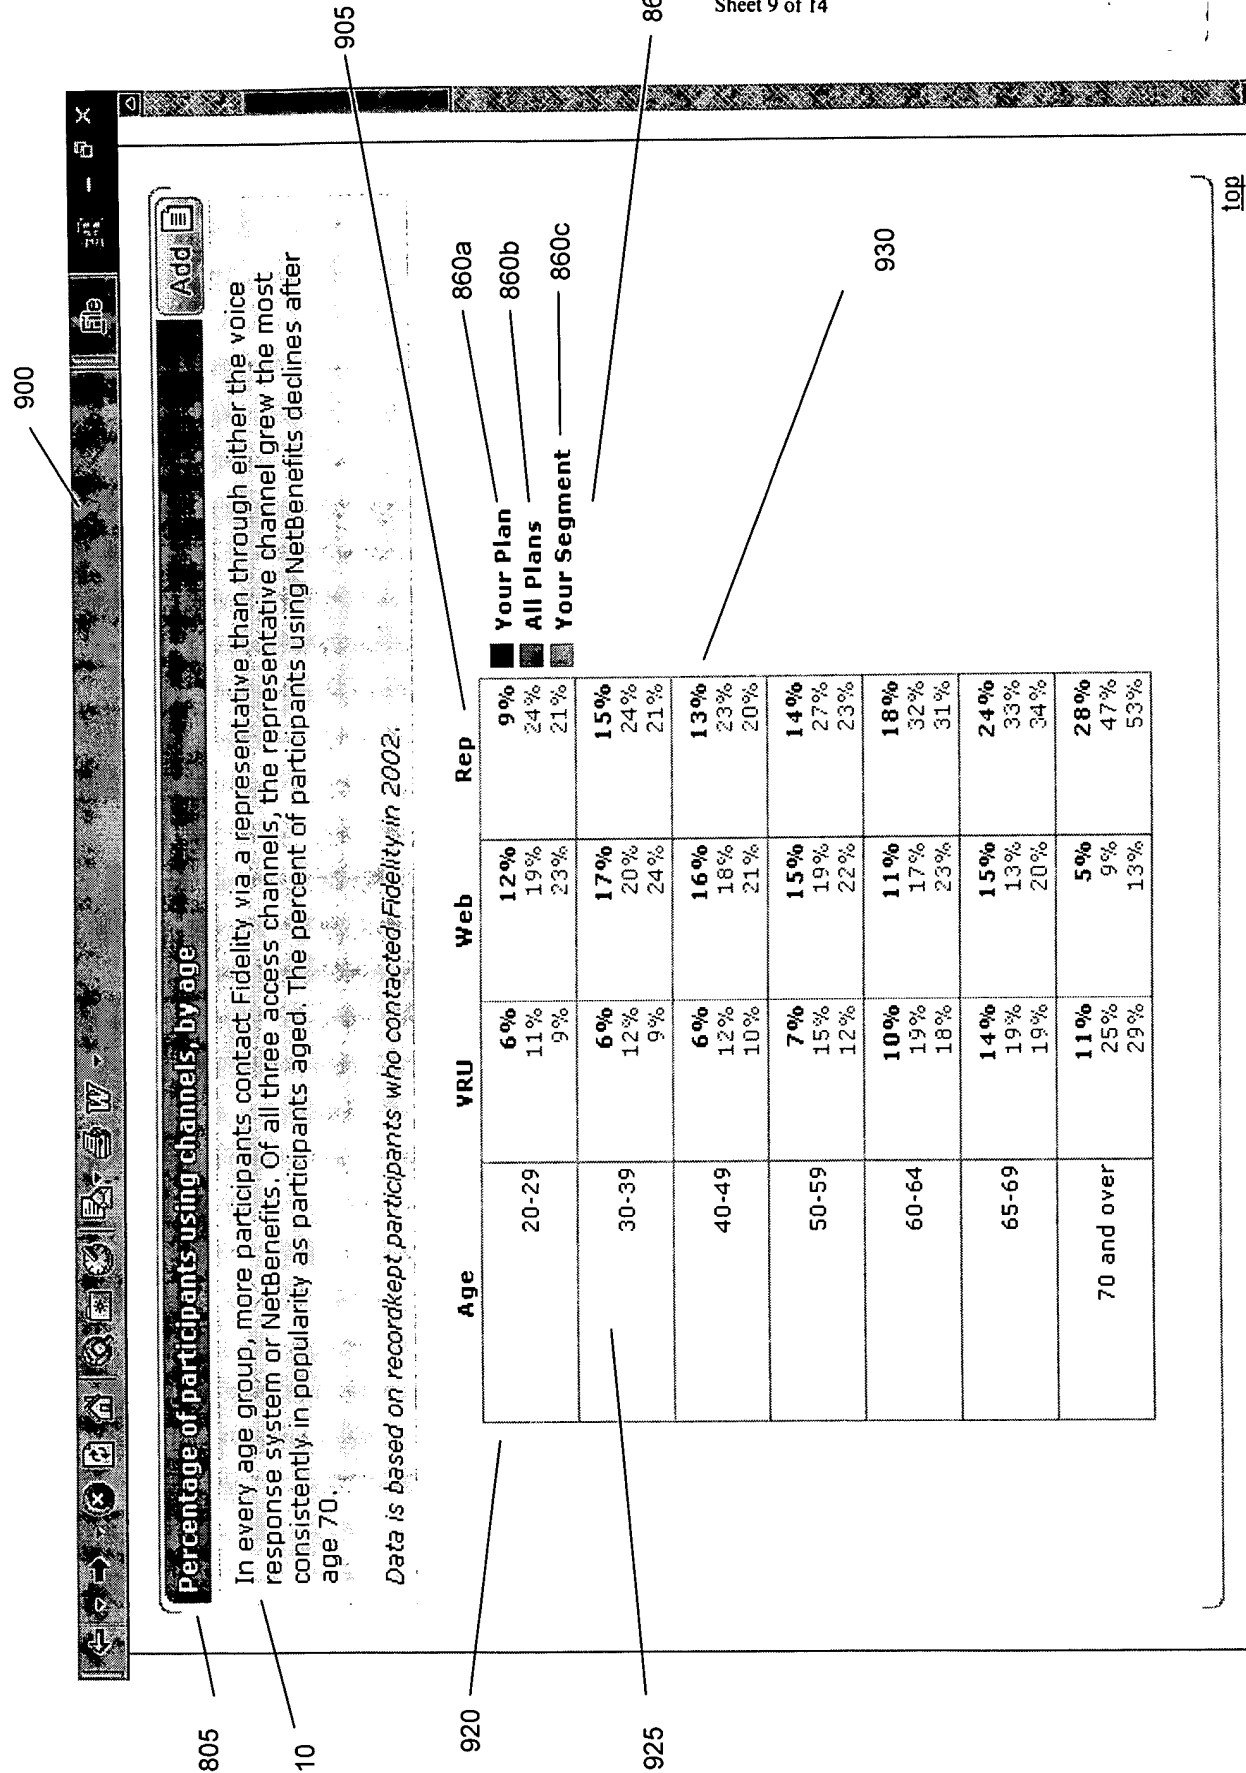 Sheet 9 of 14
900
File
805
Percentage of participants using channels, by age
Add
10
In every age group, more participants contact Fidelity via a representative than through either the voice
response system or NetBenefits. Of all three access channels, the representative channel grew the most
consistently in popularity as participants aged. The percent of participants using NetBenefits declines after
age 70.
905
Data is based on recordkept participants who contacted Fidelity in 2002.
Age VRU Web Rep
920
20-29 6% 12% 9%
11% 19% 24%
9% 23% 21%
Your Plan 860a
All Plans 860b
Your Segment 860c
86
925
30-39 6% 17% 15%
12% 20% 24%
9% 24% 21%
40-49 6% 16% 13%
12% 18% 23%
10% 21% 20%
930
50-59 7% 15% 14%
15% 19% 27%
12% 22% 23%
60-64 10% 11% 18%
19% 17% 32%
18% 23% 31%
65-69 14% 15% 24%
19% 13% 33%
19% 20% 34%
70 and over 11% 5% 28%
25% 9% 47%
29% 13% 53%
top